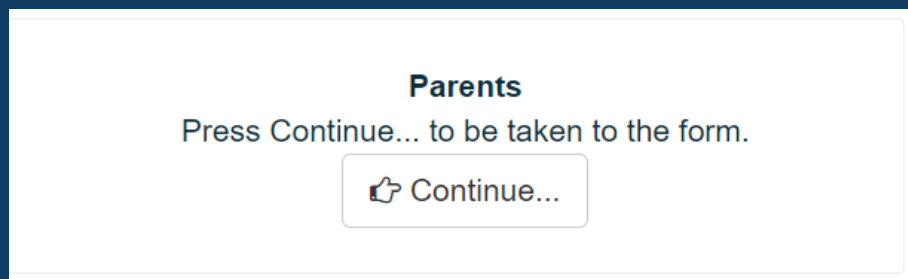 Parents
Press Continue... to be taken to the form.
Continue...